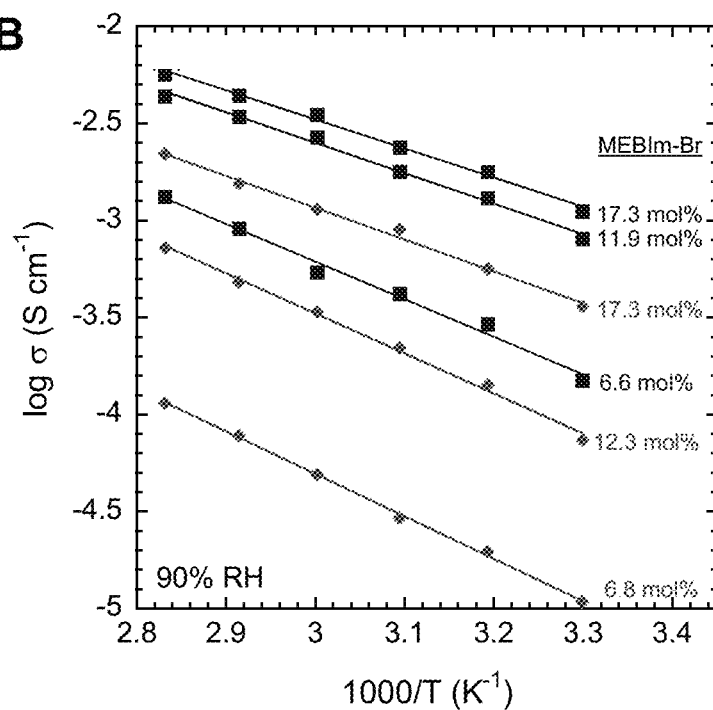 B
-2
-2.5
-3
-3.5
-4
-4.5
-5
log σ (S cm⁻¹)
MEBIm-Br
17.3 mol%
11.9 mol%
17.3 mol%
6.6 mol%
12.3 mol%
6.8 mol%
90% RH
2.8 2.9 3 3.1 3.2 3.3 3.4
1000/T (K⁻¹)